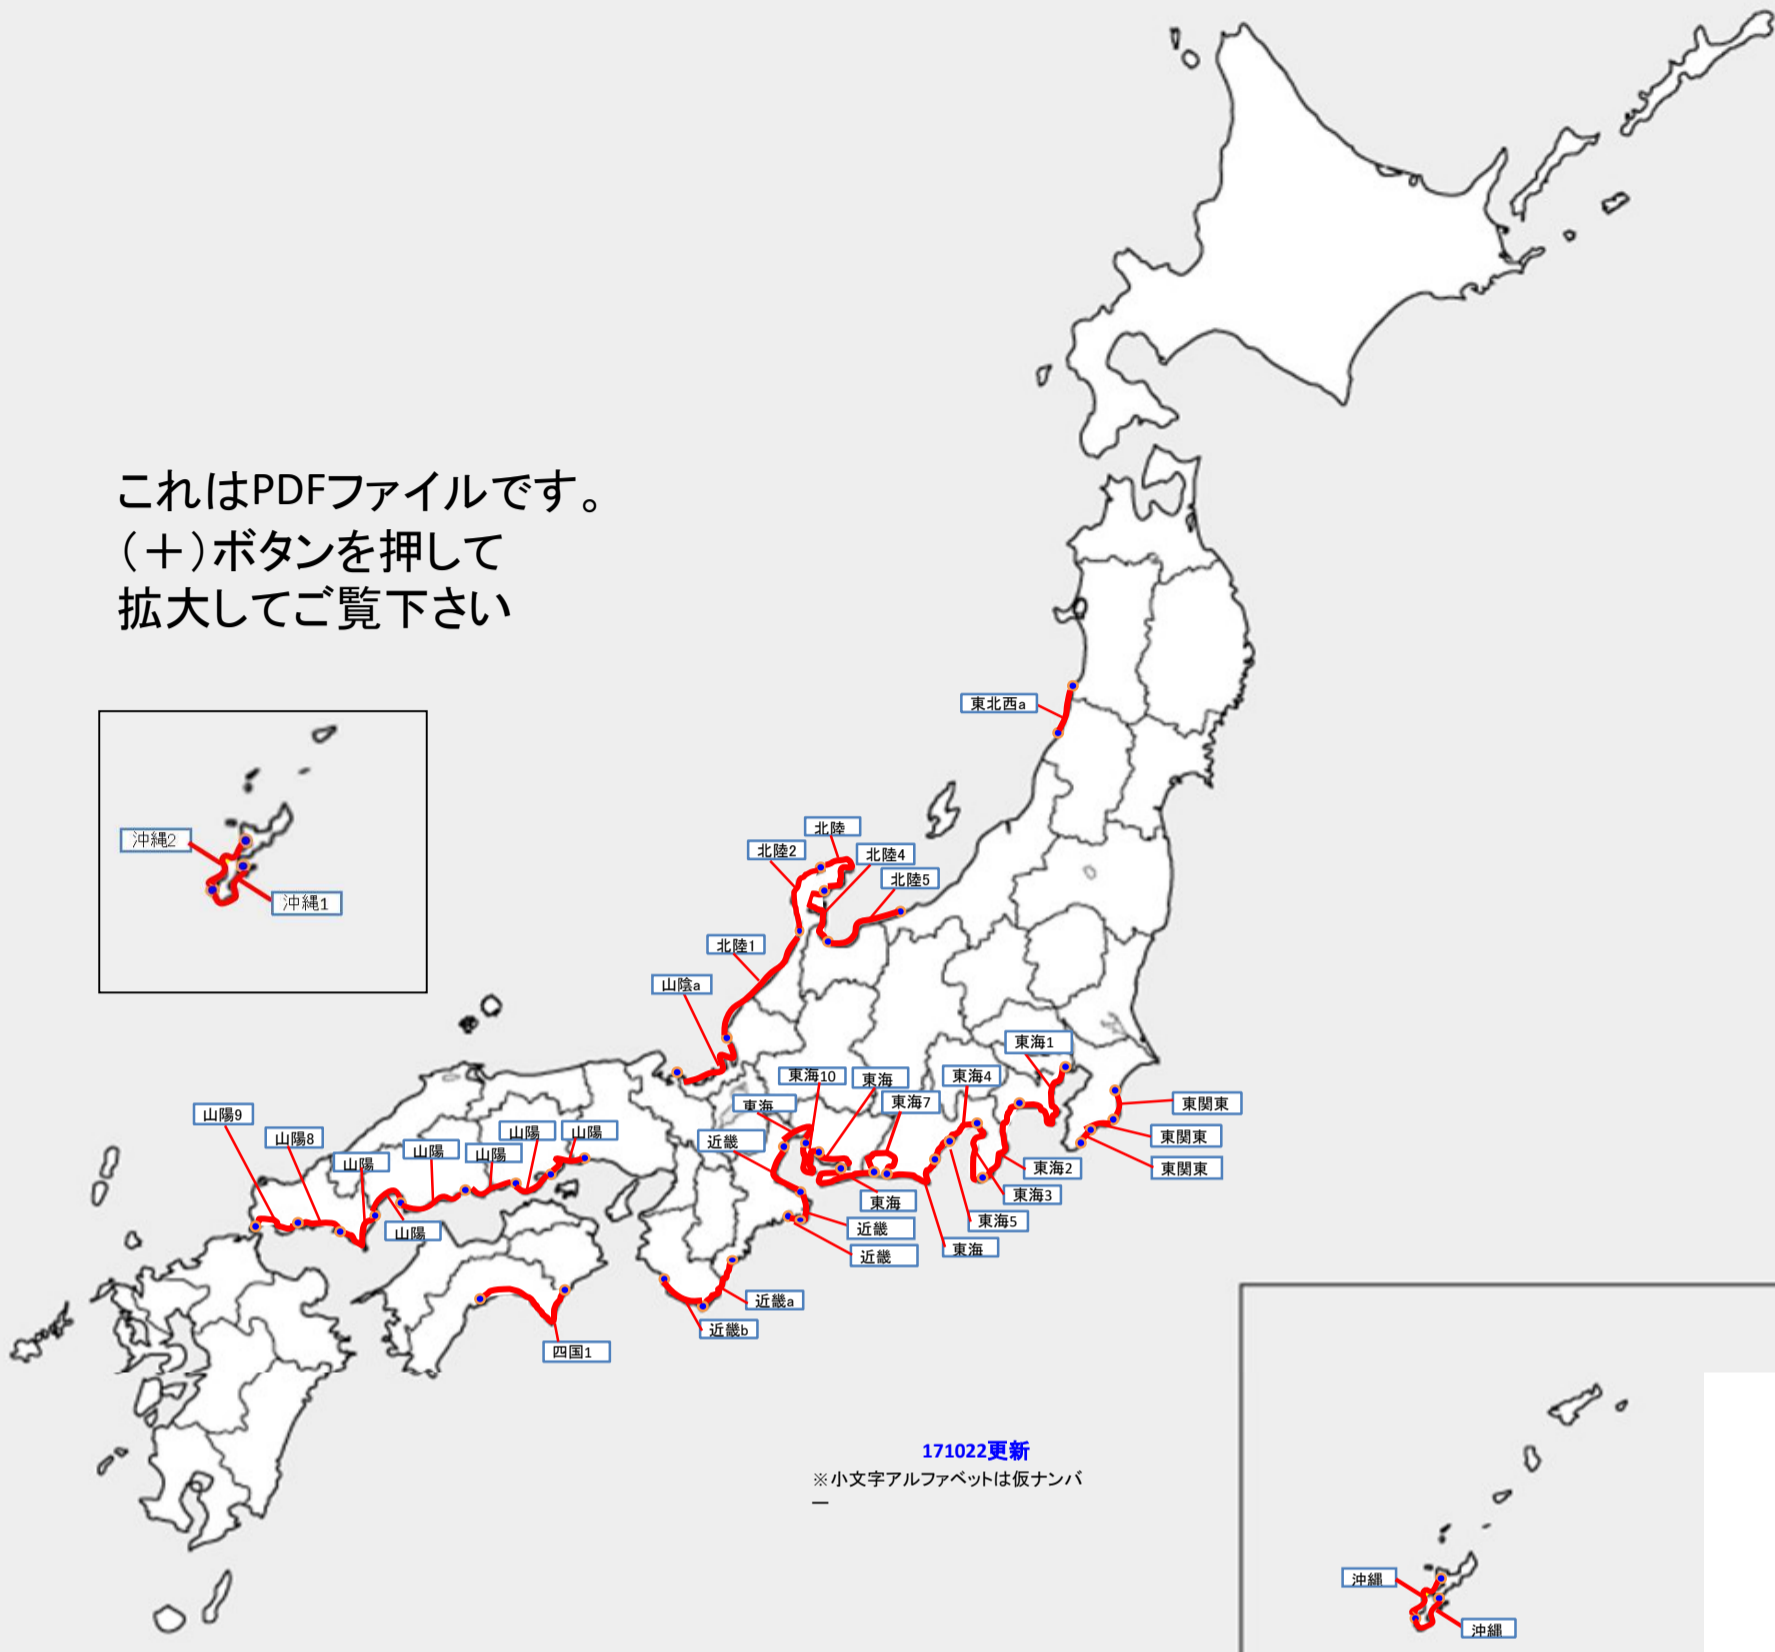 これはPDFファイルです。
（＋）ボタンを押して
拡大してご覧下さい
東北西a
沖縄2
沖縄1
北陸
北陸2
北陸4
北陸5
北陸1
山陰a
東海1
東海10
東海
東海4
東海
東海7
東関東
東関東
東関東
山陽9
山陽8
山陽
山陽
山陽
山陽
山陽
山陽
近畿
東海2
東海3
東海
東海5
東海
近畿
近畿
近畿a
近畿b
四国1
171022更新
※小文字アルファベットは仮ナンバ
ー
沖縄
沖縄